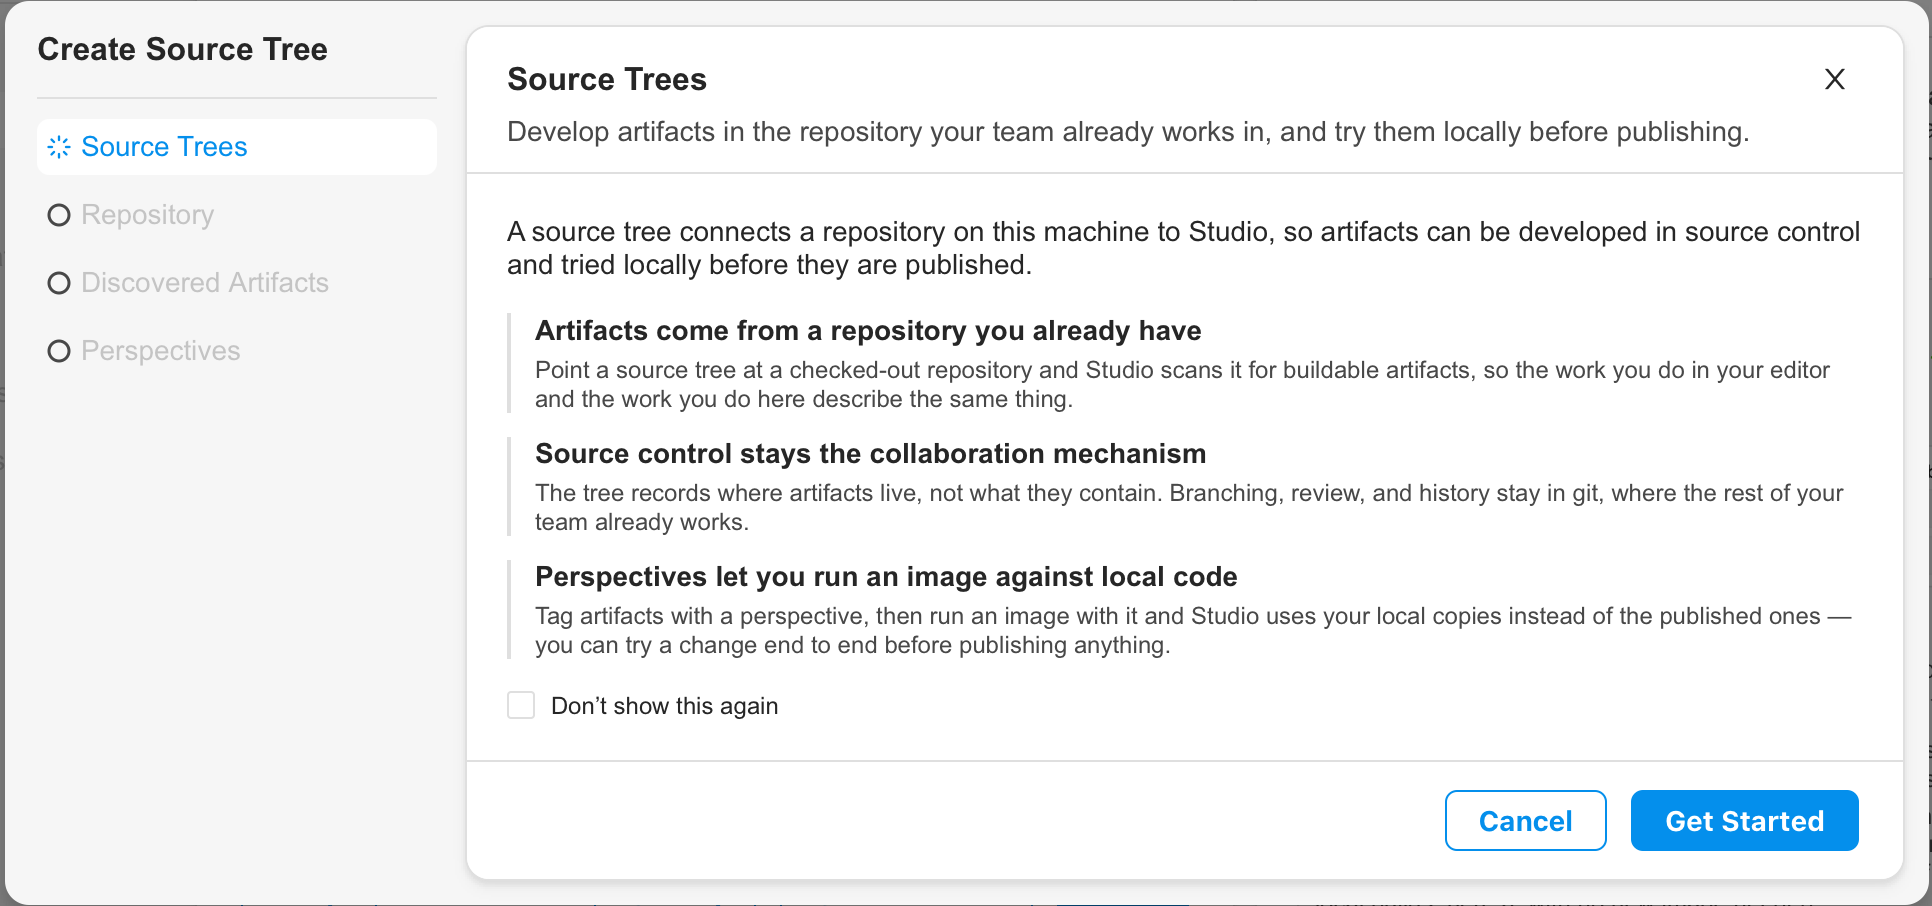 Create Source Tree
Source Trees
Repository
Discovered Artifacts
Perspectives
Source Trees
X
Develop artifacts in the repository your team already works in, and try them locally before publishing.
A source tree connects a repository on this machine to Studio, so artifacts can be developed in source control
and tried locally before they are published.
Artifacts come from a repository you already have
Point a source tree at a checked-out repository and Studio scans it for buildable artifacts, so the work you do in your editor
and the work you do here describe the same thing.
Source control stays the collaboration mechanism
The tree records where artifacts live, not what they contain. Branching, review, and history stay in git, where the rest of your
team already works.
Perspectives let you run an image against local code
Tag artifacts with a perspective, then run an image with it and Studio uses your local copies instead of the published ones —
you can try a change end to end before publishing anything.
Don’t show this again
Cancel
Get Started